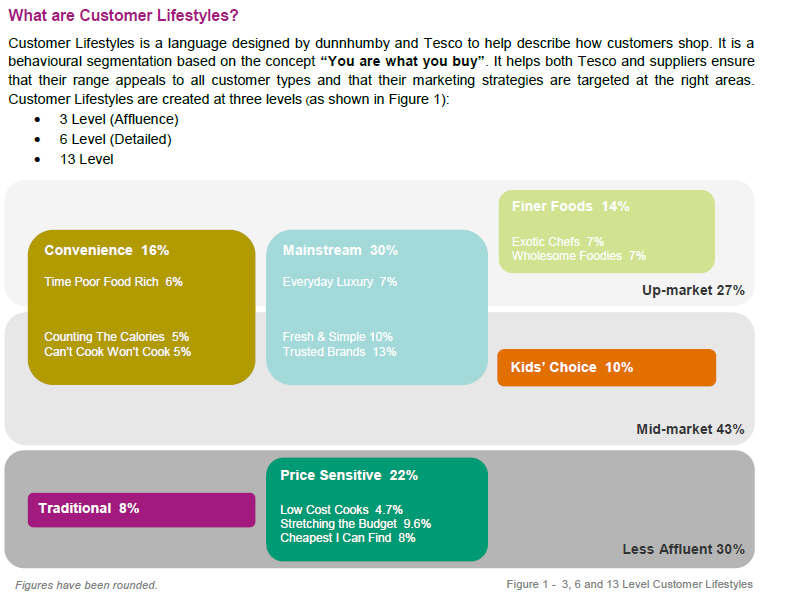 What are Customer Lifestyles?
Customer Lifestyles is a language designed by dunnhumby and Tesco to help describe how customers shop. It is a
behavioural segmentation based on the concept “You are what you buy”. It helps both Tesco and suppliers ensure
that their range appeals to all customer types and that their marketing strategies are targeted at the right areas.
Customer Lifestyles are created at three levels (as shown in Figure 1):
• 3 Level (Affluence)
• 6 Level (Detailed)
• 13 Level
Finer Foods 14%
Exotic Chefs 7%
Wholesome Foodies 7%
Convenience 16%
Time Poor Food Rich 6%
Counting The Calories 5%
Can't Cook Won't Cook 5%
Mainstream 30%
Everyday Luxury 7%
Fresh & Simple 10%
Trusted Brands 13%
Up-market 27%
Kids' Choice 10%
Mid-market 43%
Traditional 8%
Price Sensitive 22%
Low Cost Cooks 4.7%
Stretching the Budget 9.6%
Cheapest I Can Find 8%
Less Affluent 30%
Figures have been rounded.
Figure 1 - 3, 6 and 13 Level Customer Lifestyles